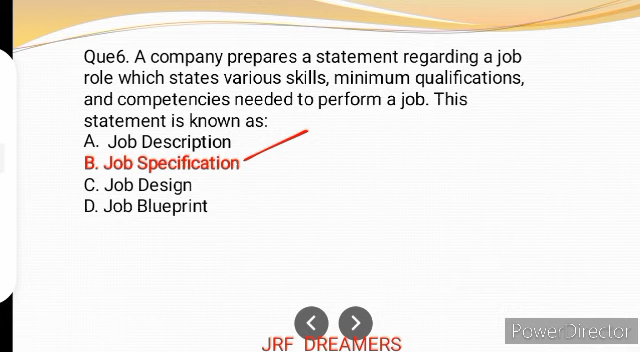 Que6. A company prepares a statement regarding a job
role which states various skills, minimum qualifications,
and competencies needed to perform a job. This
statement is known as:
A. Job Description
B. Job Specification
C. Job Design
D. Job Blueprint
JRF DREAMERS
PowerDirector